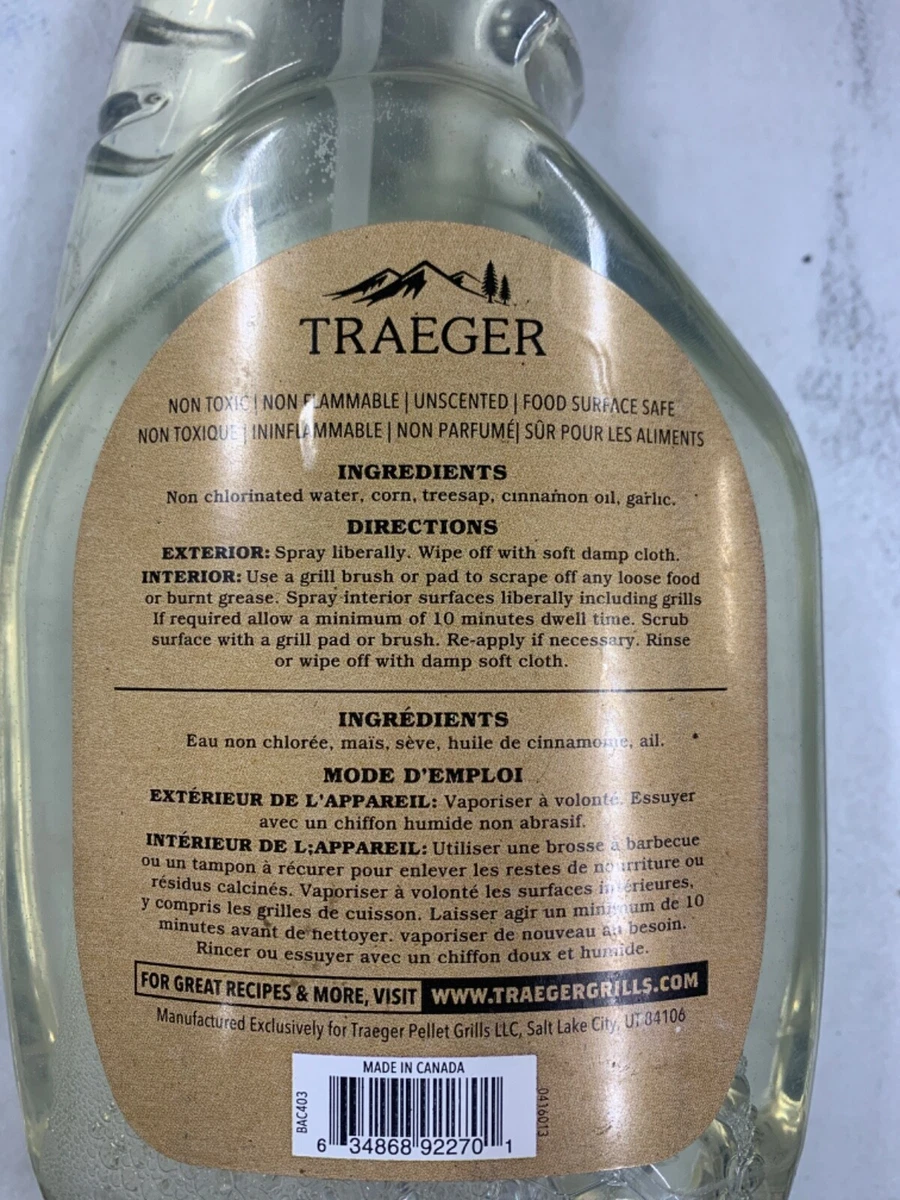 TRAEGER
NON TOXIC | NON FLAMMABLE | UNSCENTED | FOOD SURFACE SAFE
NON TOXIQUE | ININFLAMMABLE | NON PARFUMÉ| SÛR POUR LES ALIMENTS
INGREDIENTS
Non chlorinated water, corn, treesap, cinnamon oil, garlic.
DIRECTIONS
EXTERIOR: Spray liberally. Wipe off with soft damp cloth.
INTERIOR: Use a grill brush or pad to scrape off any loose food
or burnt grease. Spray interior surfaces liberally including grills
If required allow a minimum of 10 minutes dwell time. Scrub
surface with a grill pad or brush. Re-apply if necessary. Rinse
or wipe off with damp soft cloth.
INGRÉDIENTS
Eau non chlorée, maïs, sève, huile de cinnamome, ail.
MODE D'EMPLOI
EXTÉRIEUR DE L'APPAREIL: Vaporiser à volonté. Essuyer
avec un chiffon humide non abrasif.
INTÉRIEUR DE L;APPAREIL: Utiliser une brosse à barbecue
ou un tampon à récurer pour enlever les restes de nourriture ou
résidus calcinés. Vaporiser à volonté les surfaces intérieures,
y compris les grilles de cuisson. Laisser agir un minimum de 10
minutes avant de nettoyer. vaporiser de nouveau au besoin.
Rincer ou essuyer avec un chiffon doux et humide.
FOR GREAT RECIPES & MORE, VISIT WWW.TRAEGERGRILLS.COM
Manufactured Exclusively for Traeger Pellet Grills LLC, Salt Lake City, UT 84106
MADE IN CANADA
BAC403
0416013
6 34868 92270 1